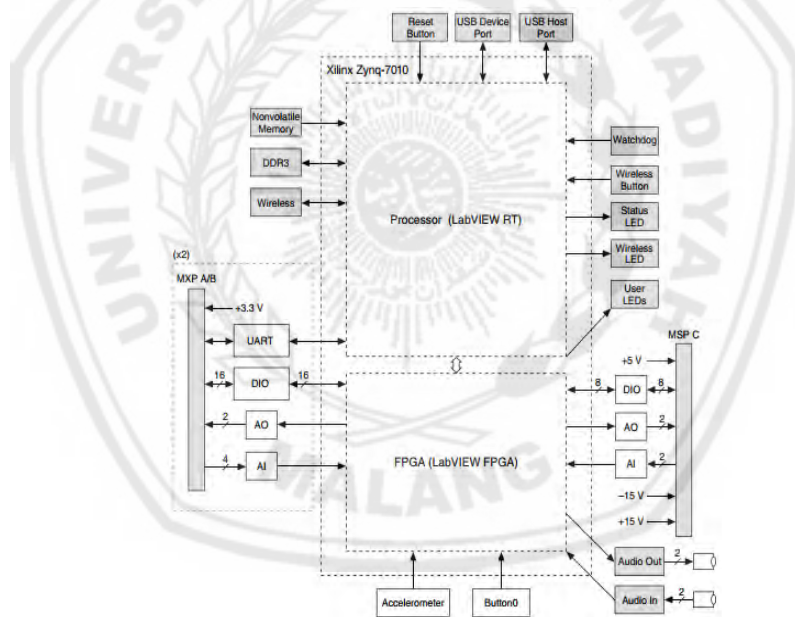 Reset
Button
USB Device
Port
USB Host
Port
Xilinx Zynq-7010
Nonvolatile
Memory
DDR3
Wireless
Processor (LabVIEW RT)
Watchdog
Wireless
Button
Status
LED
Wireless
LED
User
LEDs
(x2)
MXP A/B
+3.3 V
UART
16
DIO
16
2
AO
4
AI
FPGA (LabVIEW FPGA)
MSP C
+5 V
8
DIO
8
AO
2
AI
2
–15 V
+15 V
Audio Out
2
Audio In
2
Accelerometer
Button0
MALANG